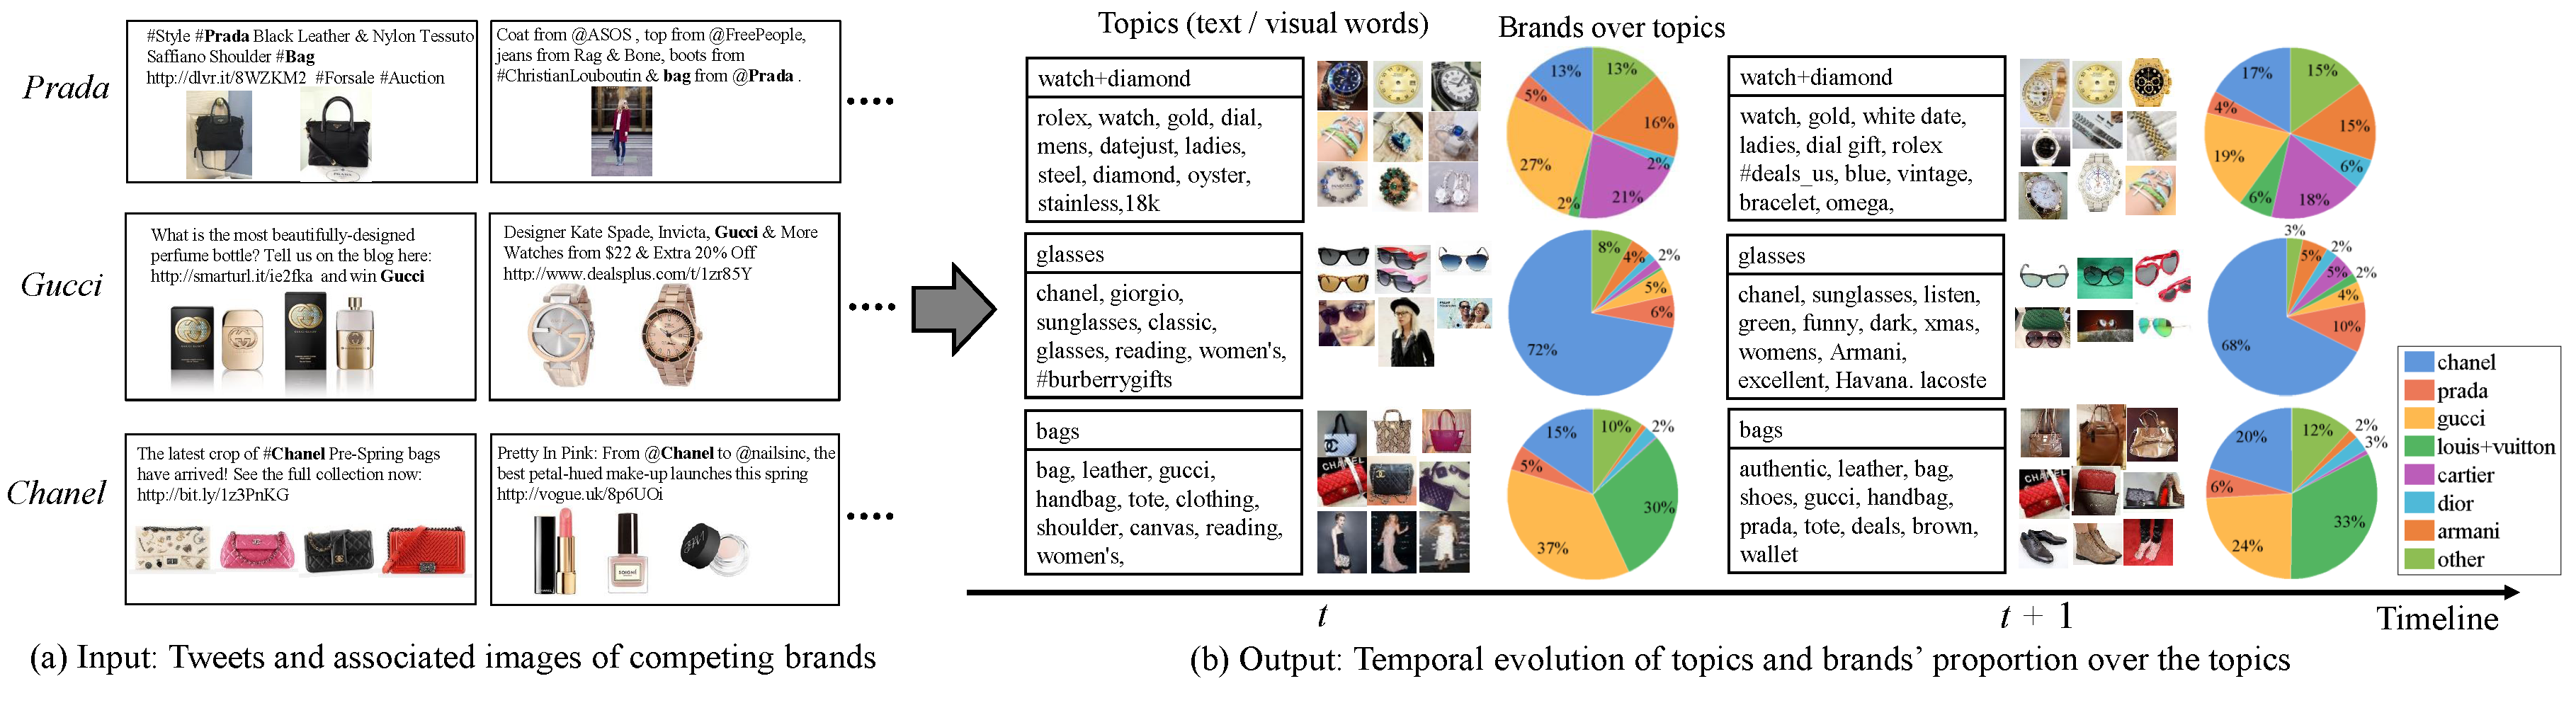 Prada
#Style #Prada Black Leather & Nylon Tessuto
Saffiano Shoulder #Bag
http://dlvr.it/8WZKM2 #Forsale #Auction
Coat from @ASOS , top from @FreePeople,
jeans from Rag & Bone, boots from
#ChristianLouboutin & bag from @Prada .
....
Gucci
What is the most beautifully-designed
perfume bottle? Tell us on the blog here:
http://smarturl.it/ie2fka and win Gucci
Designer Kate Spade, Invicta, Gucci & More
Watches from $22 & Extra 20% Off
http://www.dealsplus.com/t/1zr85Y
....
Chanel
The latest crop of #Chanel Pre-Spring bags
have arrived! See the full collection now:
http://bit.ly/1z3PnKG
Pretty In Pink: From @Chanel to @nailsinc, the
best petal-hued make-up launches this spring
http://vogue.uk/8p6UOi
....
(a) Input: Tweets and associated images of competing brands
Topics (text / visual words)
Brands over topics
watch+diamond
rolex, watch, gold, dial,
mens, datejust, ladies,
steel, diamond, oyster,
stainless,18k
13%
13%
5%
16%
27%
2%
2%
21%
watch+diamond
watch, gold, white date,
ladies, dial gift, rolex
#deals_us, blue, vintage,
bracelet, omega,
17%
15%
4%
15%
19%
6%
6%
18%
glasses
chanel, giorgio,
sunglasses, classic,
glasses, reading, women's,
#burberrygifts
8%
4%
2%
5%
6%
72%
glasses
chanel, sunglasses, listen,
green, funny, dark, xmas,
womens, Armani,
excellent, Havana. lacoste
3%
5%
2%
5%
2%
4%
10%
68%
bags
bag, leather, gucci,
handbag, tote, clothing,
shoulder, canvas, reading,
women's,
CHANEL
15%
10%
2%
5%
30%
37%
bags
authentic, leather, bag,
shoes, gucci, handbag,
prada, tote, deals, brown,
wallet
CHANEL
20%
12%
2%
3%
6%
33%
24%
chanel
prada
gucci
louis+vuitton
cartier
dior
armani
other
t
t + 1
Timeline
(b) Output: Temporal evolution of topics and brands' proportion over the topics